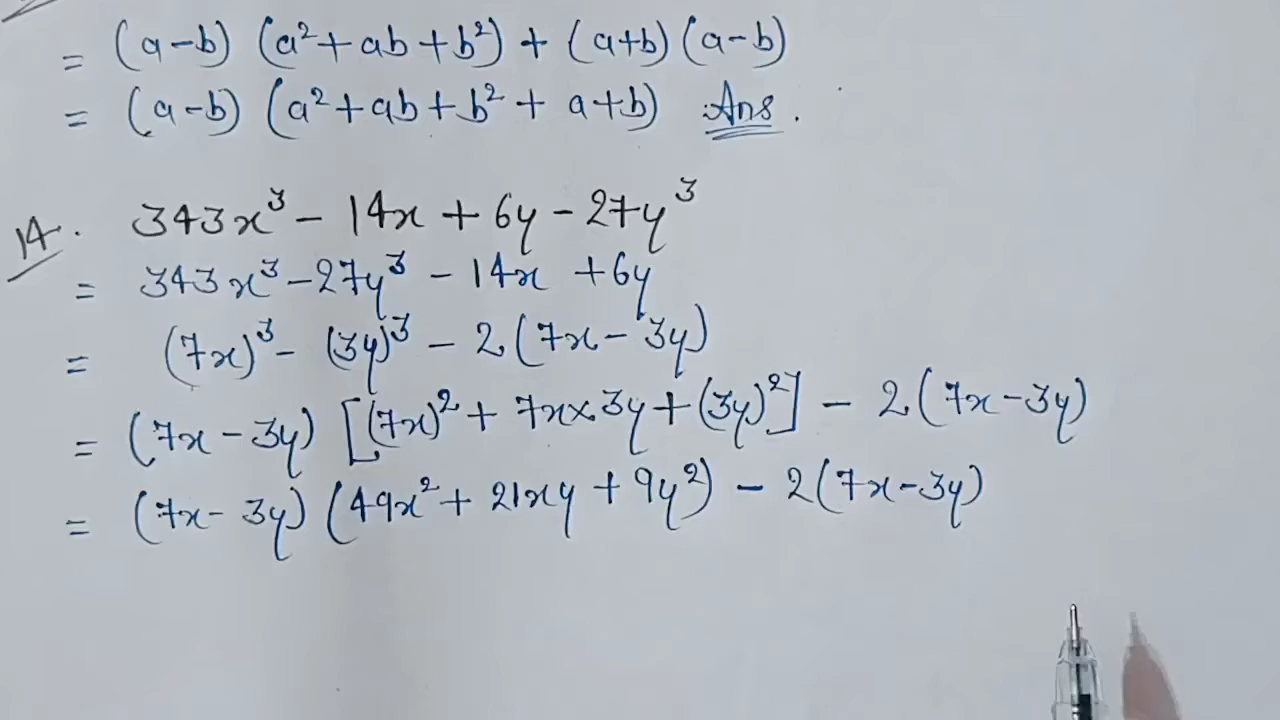 = (a-b) (a²+ab+b²) + (a+b) (a-b)
= (a-b) (a²+ab+b² + a+b) Ans.
14. 343x³ - 14x + 6y - 27y³
= 343x³ - 27y³ - 14x + 6y
= (7x)³ - (3y)³ - 2 (7x - 3y)
= (7x - 3y) [(7x)² + 7x × 3y + (3y)²] - 2 (7x - 3y)
= (7x - 3y) (49x² + 21xy + 9y²) - 2 (7x - 3y)